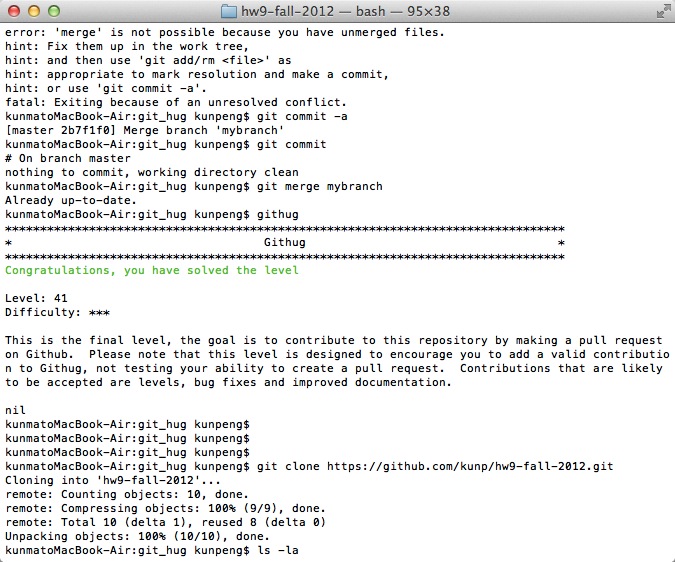 hw9-fall-2012 — bash — 95×38
error: 'merge' is not possible because you have unmerged files.
hint: Fix them up in the work tree,
hint: and then use 'git add/rm <file>' as
hint: appropriate to mark resolution and make a commit,
hint: or use 'git commit -a'.
fatal: Exiting because of an unresolved conflict.
kunmatoMacBook-Air:git_hug kunpeng$ git commit -a
[master 2b7f1f0] Merge branch 'mybranch'
kunmatoMacBook-Air:git_hug kunpeng$ git commit
# On branch master
nothing to commit, working directory clean
kunmatoMacBook-Air:git_hug kunpeng$ git merge mybranch
Already up-to-date.
kunmatoMacBook-Air:git_hug kunpeng$ githug
********************************************************************************
*                                    Githug                                    *
********************************************************************************
Congratulations, you have solved the level

Level: 41
Difficulty: ***

This is the final level, the goal is to contribute to this repository by making a pull request
on Github.  Please note that this level is designed to encourage you to add a valid contributio
n to Githug, not testing your ability to create a pull request.  Contributions that are likely
to be accepted are levels, bug fixes and improved documentation.

nil
kunmatoMacBook-Air:git_hug kunpeng$
kunmatoMacBook-Air:git_hug kunpeng$
kunmatoMacBook-Air:git_hug kunpeng$
kunmatoMacBook-Air:git_hug kunpeng$ git clone https://github.com/kunp/hw9-fall-2012.git
Cloning into 'hw9-fall-2012'...
remote: Counting objects: 10, done.
remote: Compressing objects: 100% (9/9), done.
remote: Total 10 (delta 1), reused 8 (delta 0)
Unpacking objects: 100% (10/10), done.
kunmatoMacBook-Air:git_hug kunpeng$ ls -la